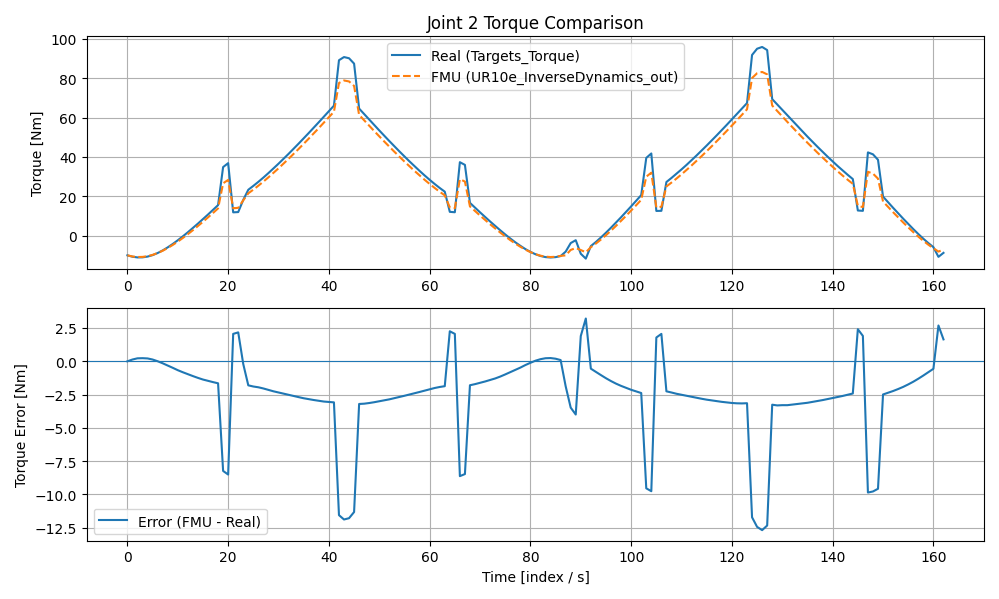 Joint 2 Torque Comparison
Real (Targets_Torque)
FMU (UR10e_InverseDynamics_out)
Torque [Nm]
100
80
60
40
20
0
0 20 40 60 80 100 120 140 160
Torque Error [Nm]
2.5
0.0
−2.5
−5.0
−7.5
−10.0
−12.5
Error (FMU - Real)
0 20 40 60 80 100 120 140 160
Time [index / s]